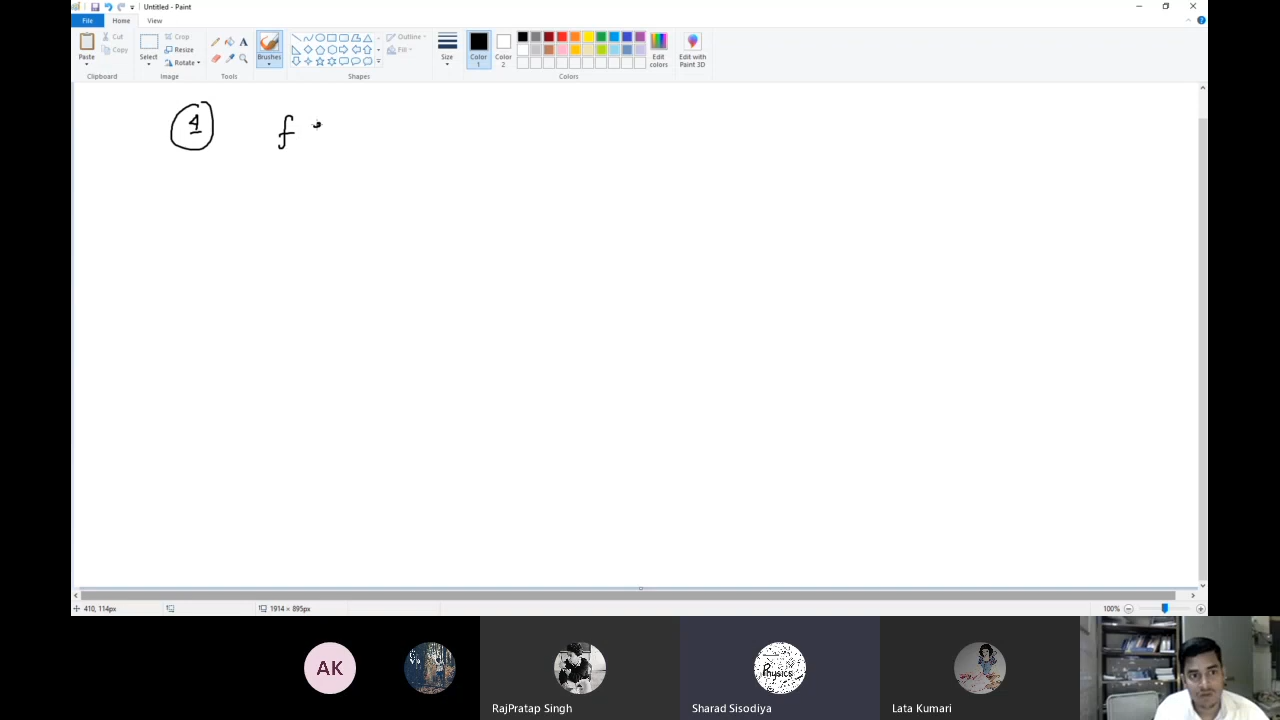 Untitled - Paint
File Home View
Paste
Cut
Copy
Clipboard
Select
Crop
Resize
Rotate
Image
A
Tools
Brushes
Outline
Fill
Shapes
Size
Color 1
Color 2
Edit colors
Colors
Edit with Paint 3D
4 f
410, 114px
1914 × 895px
100%
AK
Physics
RajPratap Singh
Sharad Sisodiya
Lata Kumari